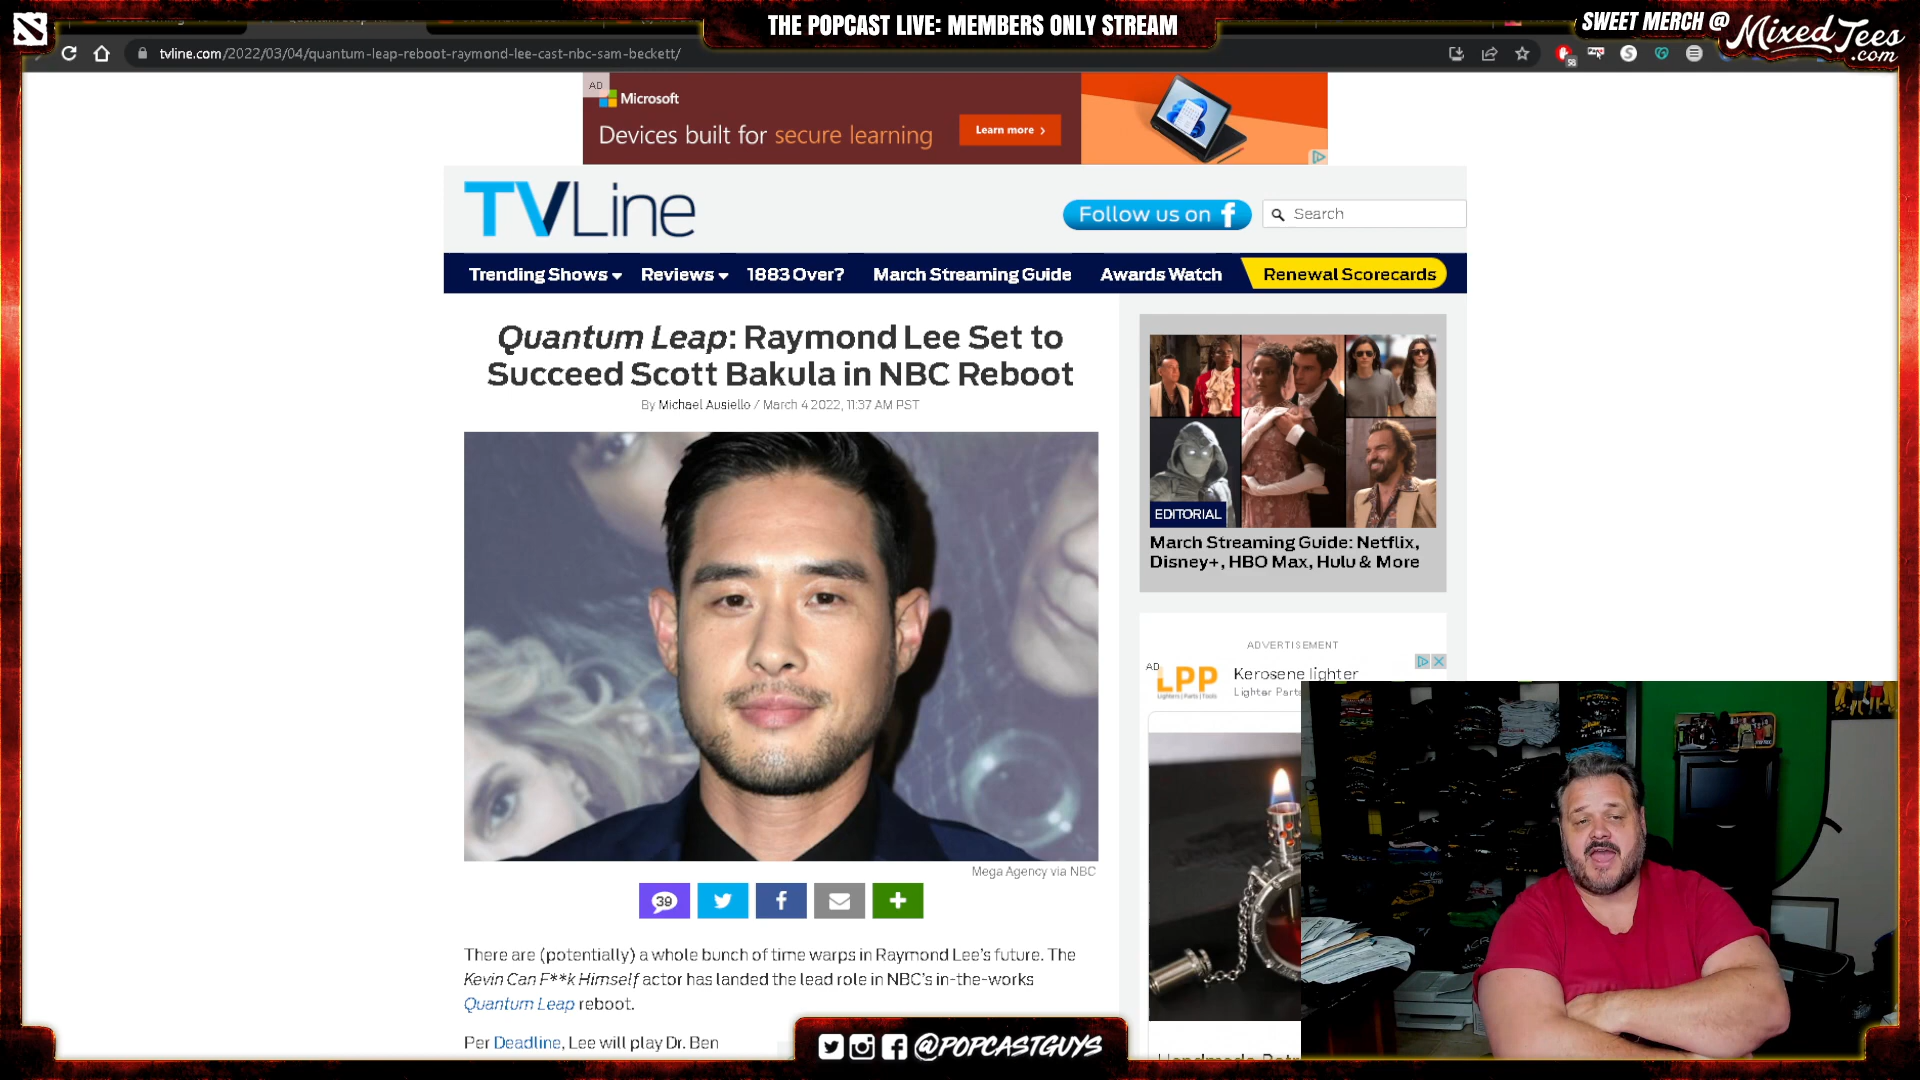 THE POPCAST LIVE: MEMBERS ONLY STREAM
SWEET MERCH @
MixedTees
.com
tvline.com/2022/03/04/quantum-leap-reboot-raymond-lee-cast-nbc-sam-beckett/
AD
Microsoft
Devices built for secure learning
Learn more
TVLine
Follow us on f
Search
Trending Shows
Reviews
1883 Over?
March Streaming Guide
Awards Watch
Renewal Scorecards
Quantum Leap: Raymond Lee Set to
Succeed Scott Bakula in NBC Reboot
By Michael Ausiello / March 4 2022, 11:37 AM PST
EDITORIAL
March Streaming Guide: Netflix,
Disney+, HBO Max, Hulu & More
ADVERTISEMENT
AD
LPP
Lighters | Parts | Tools
Kerosene lighter
Lighter Parts
Mega Agency via NBC
39
There are (potentially) a whole bunch of time warps in Raymond Lee's future. The
Kevin Can F**k Himself actor has landed the lead role in NBC's in-the-works
Quantum Leap reboot.
Per Deadline, Lee will play Dr. Ben
@POPCASTGUYS